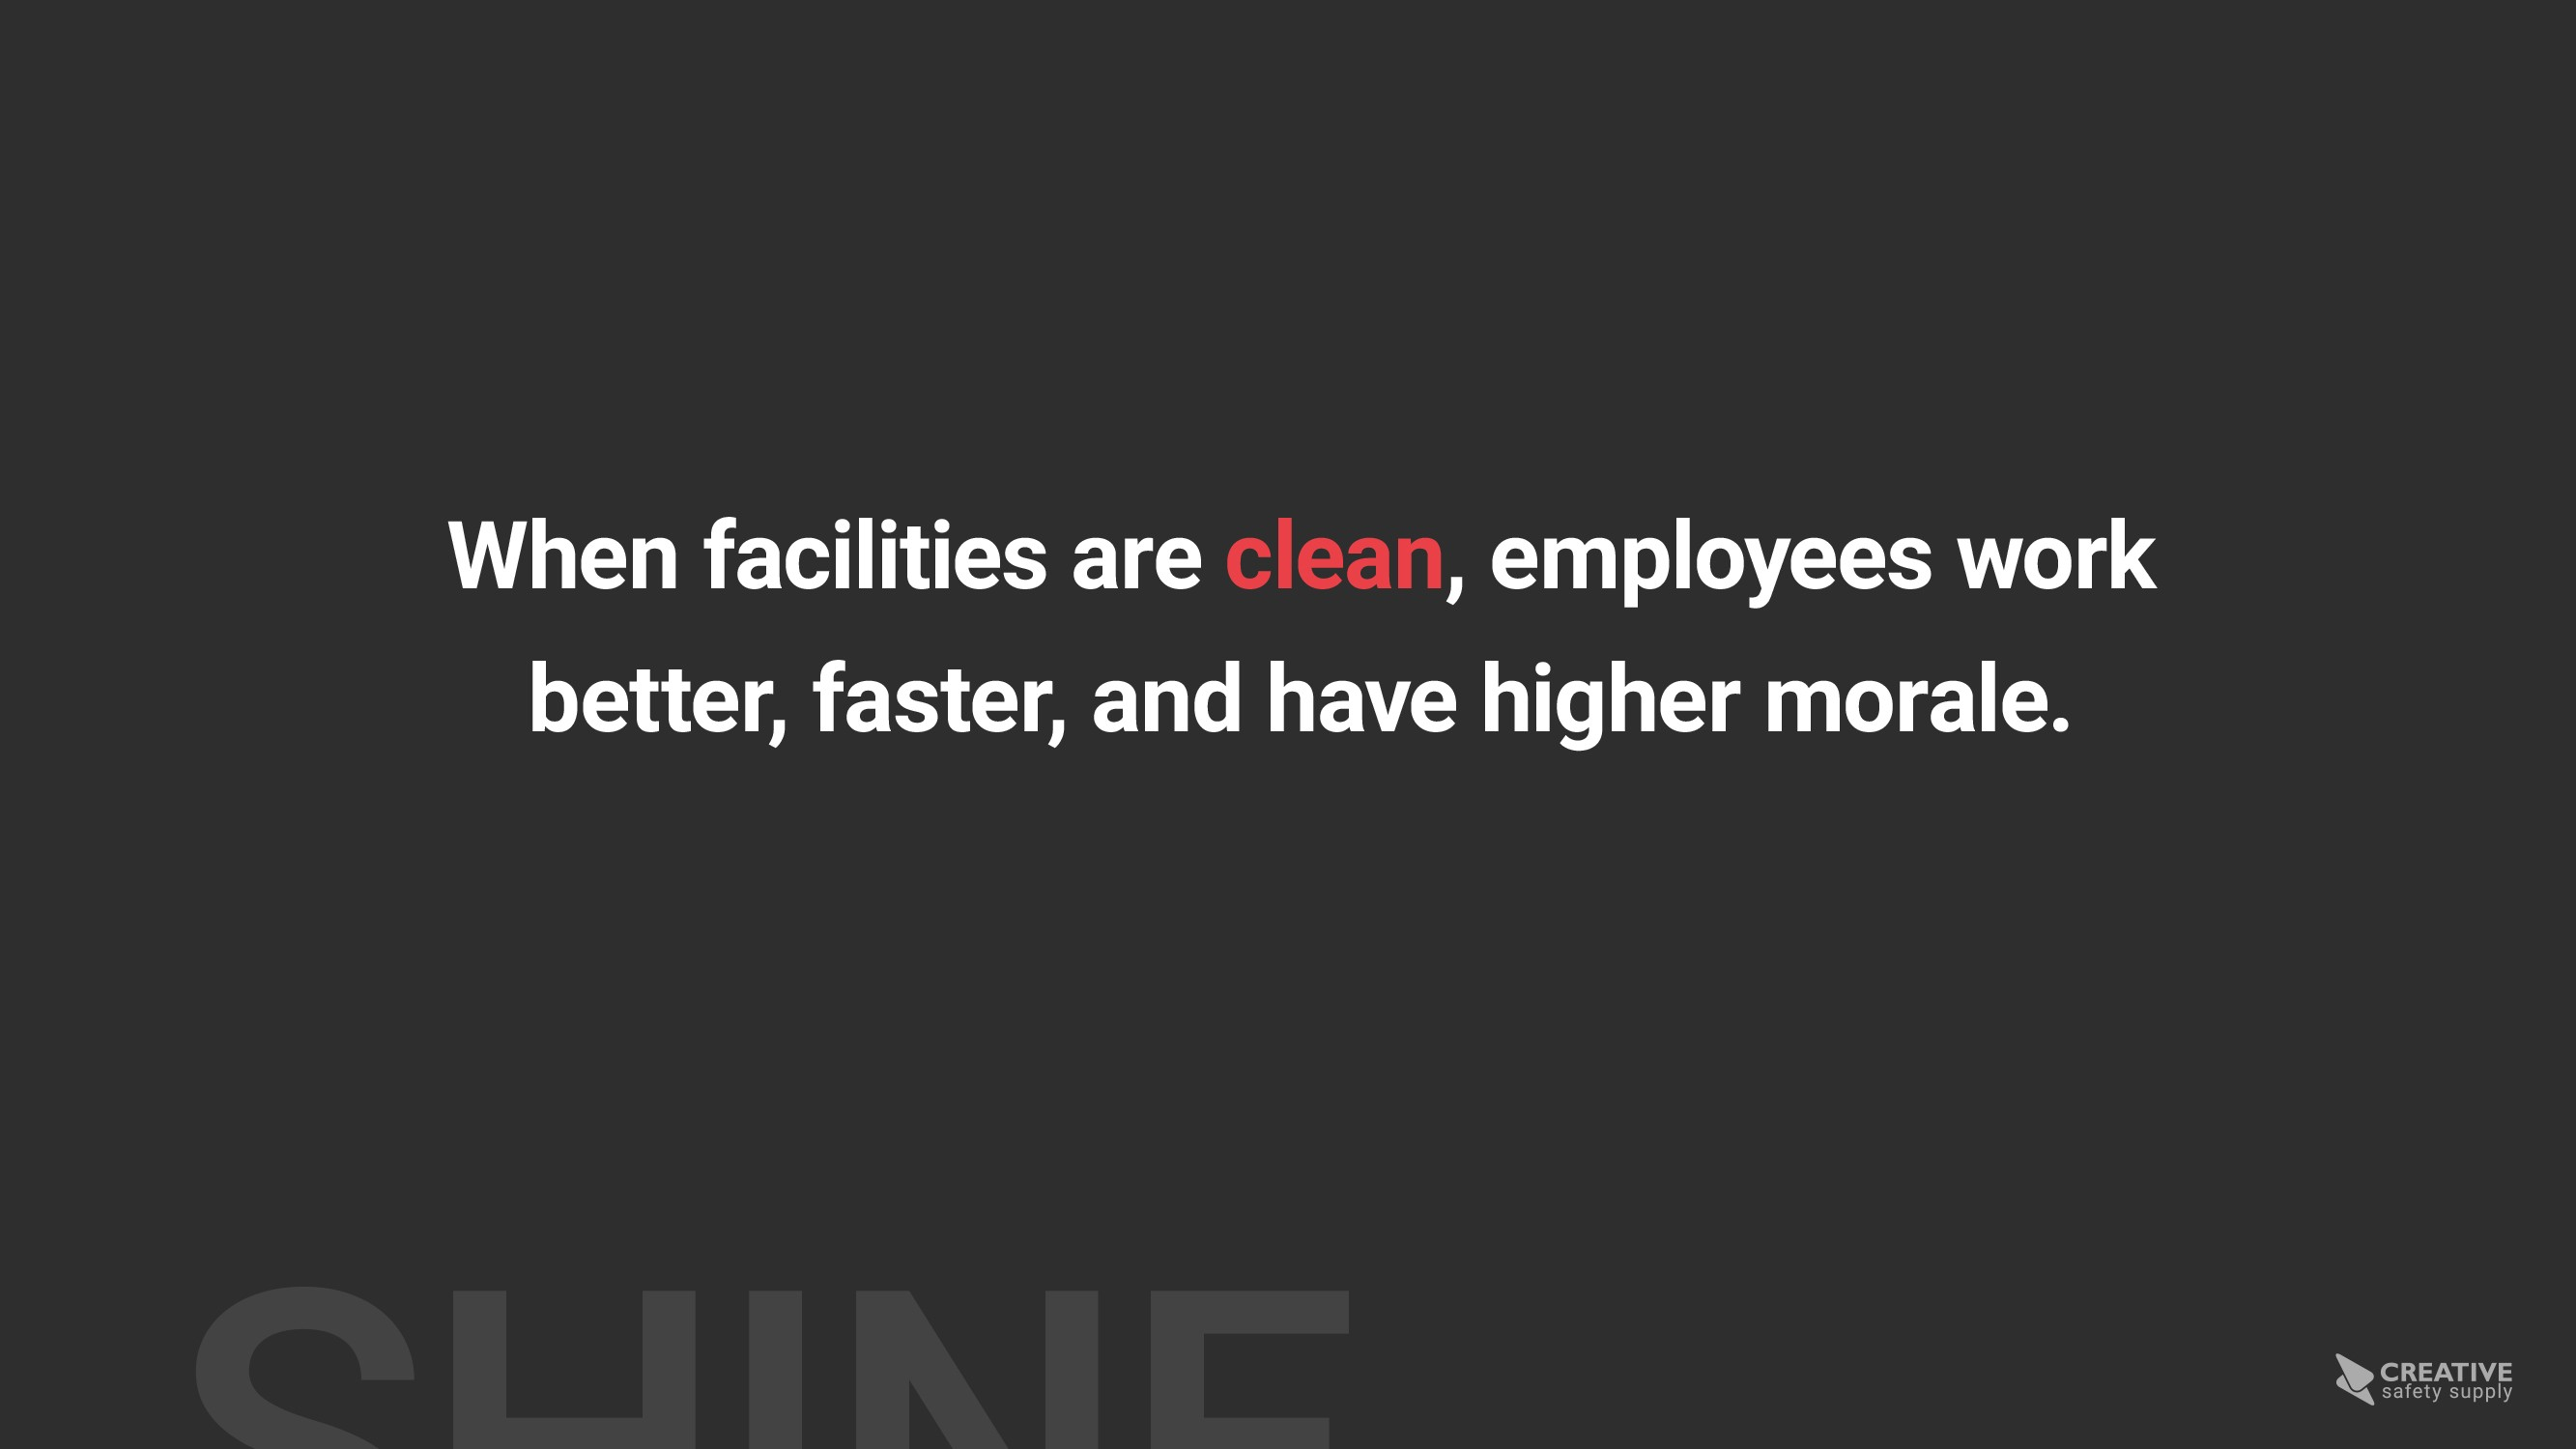 When facilities are clean, employees work
better, faster, and have higher morale.
SHINE
CREATIVE
safety supply